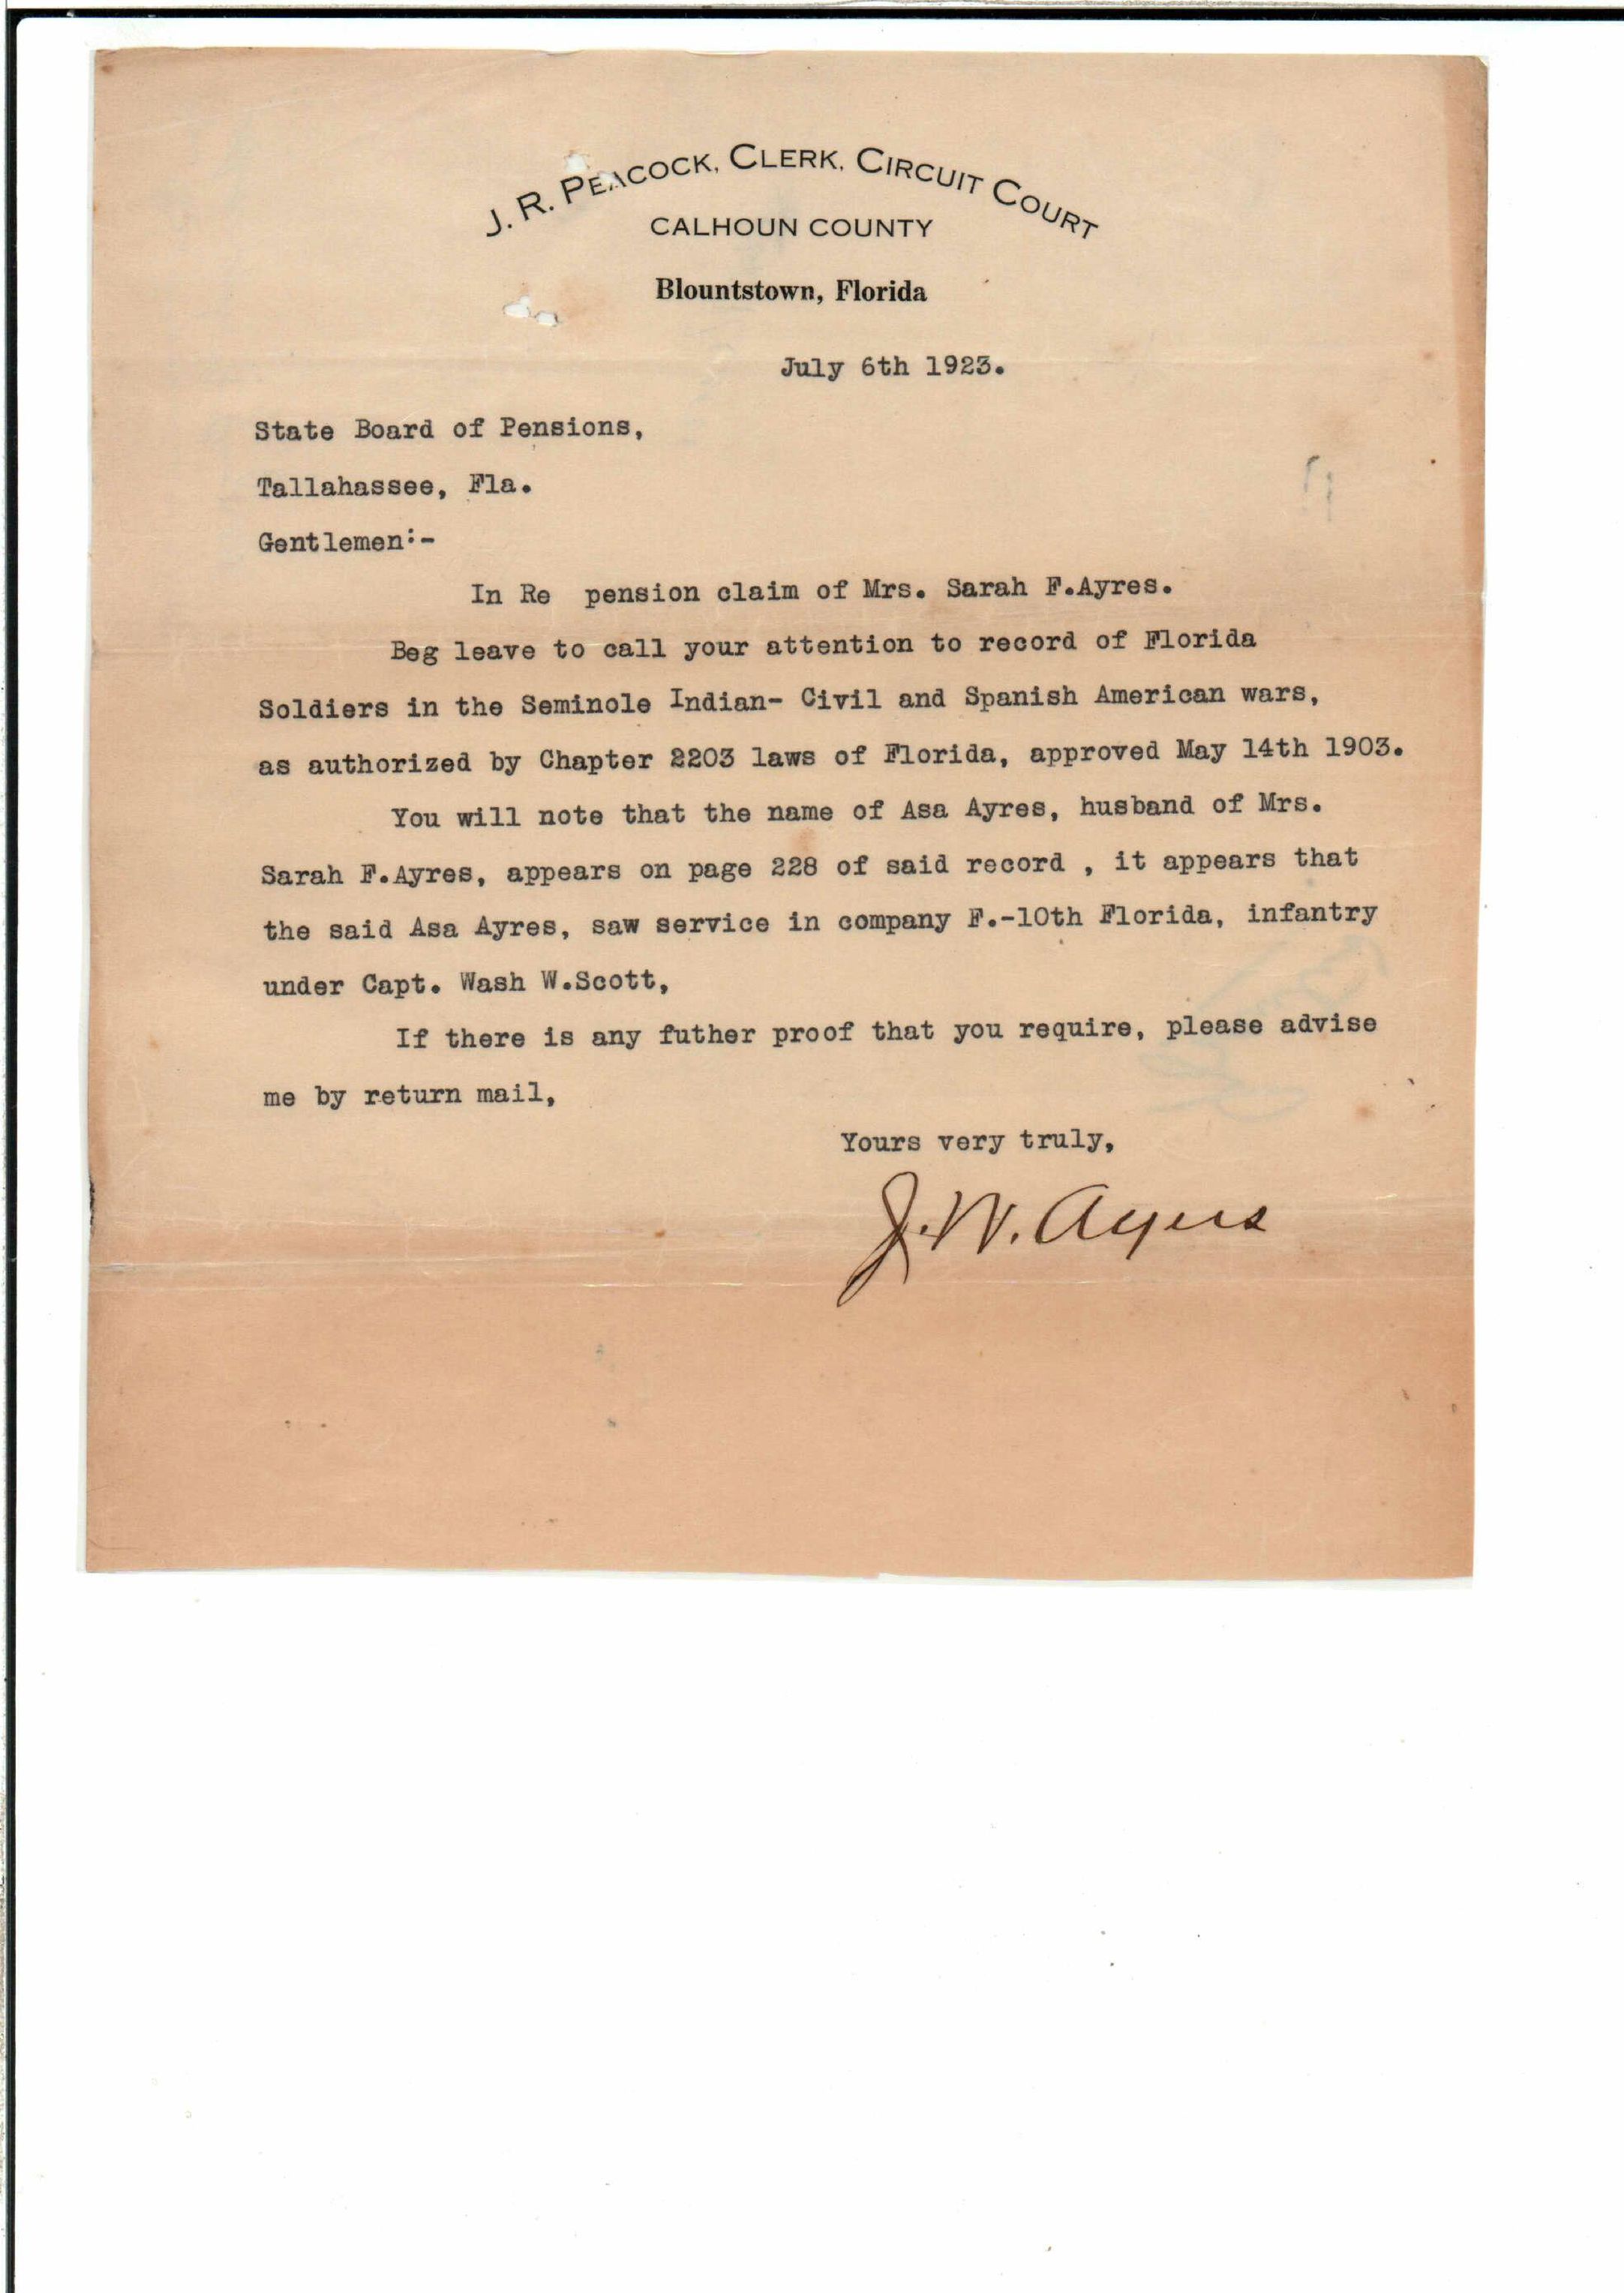 J. R. PEACOCK, CLERK, CIRCUIT COURT
CALHOUN COUNTY
Blountstown, Florida
July 6th 1923.
State Board of Pensions,
Tallahassee, Fla.
Gentlemen:-
In Re pension claim of Mrs. Sarah F.Ayres.
Beg leave to call your attention to record of Florida
Soldiers in the Seminole Indian- Civil and Spanish American wars,
as authorized by Chapter 2203 laws of Florida, approved May 14th 1903.
You will note that the name of Asa Ayres, husband of Mrs.
Sarah F.Ayres, appears on page 228 of said record , it appears that
the said Asa Ayres, saw service in company F.-10th Florida, infantry
under Capt. Wash W.Scott,
If there is any futher proof that you require, please advise
me by return mail,
Yours very truly,
J. W. Ayers